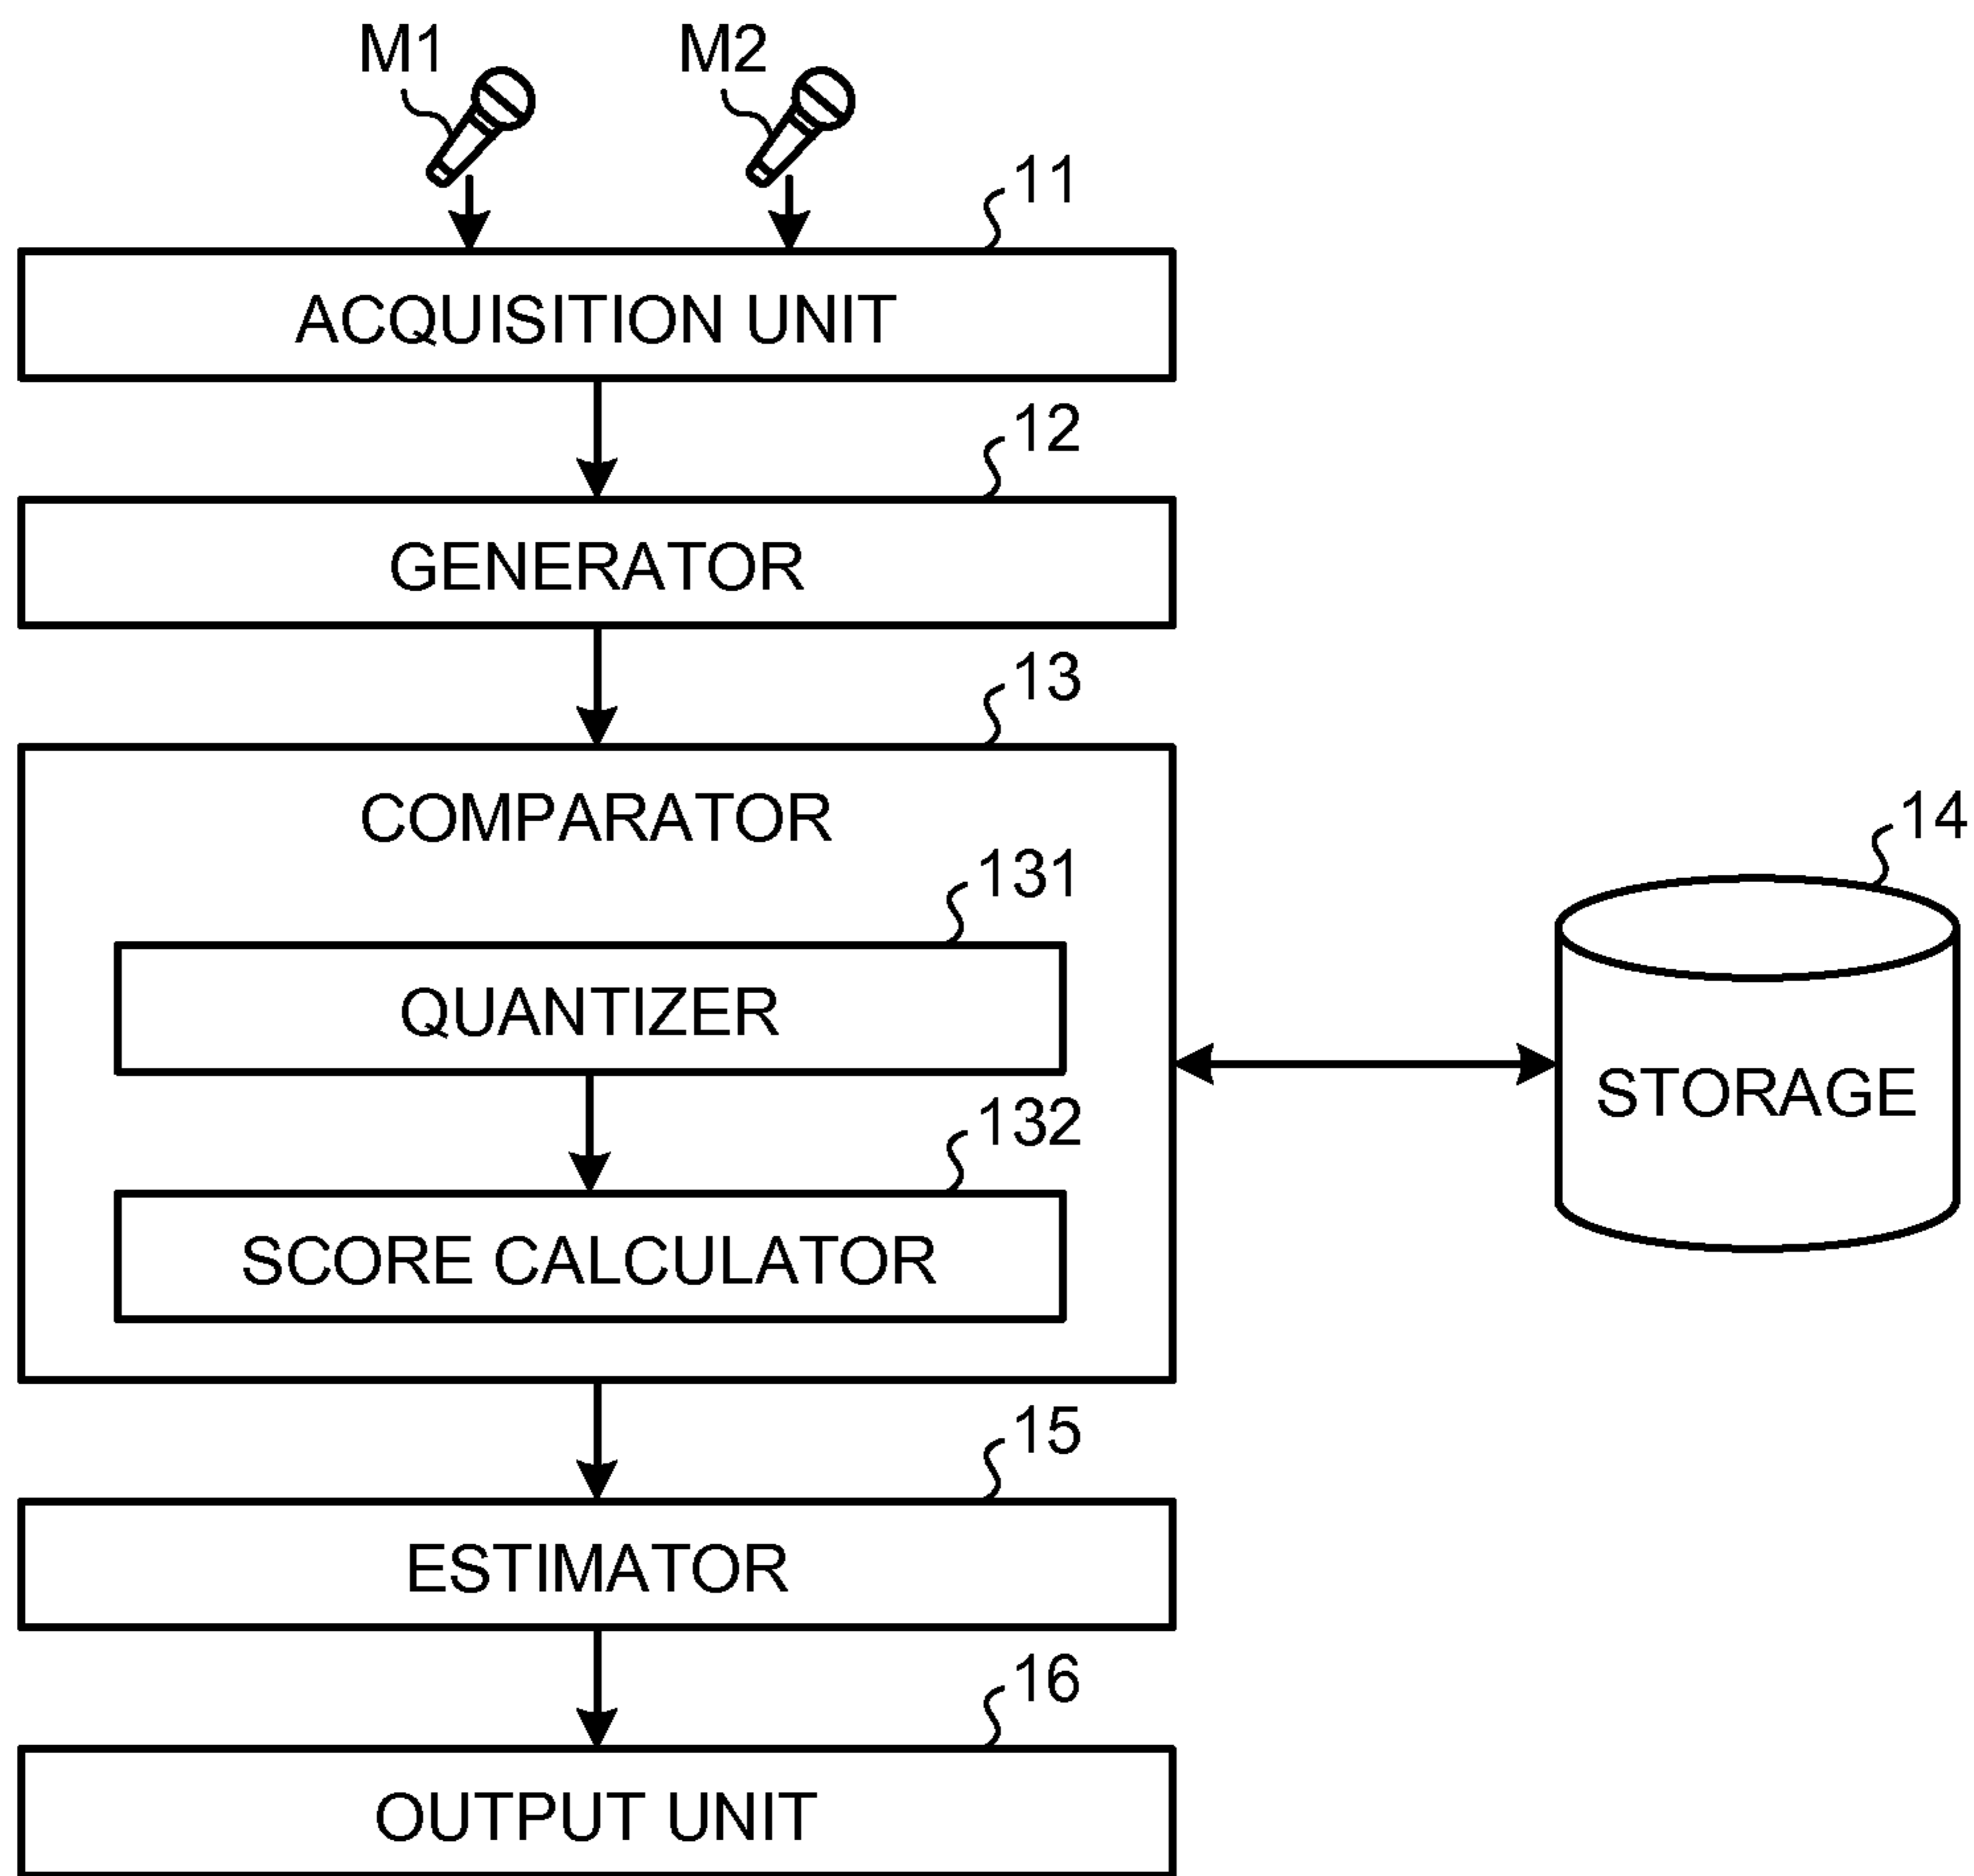 M1 M2
11
ACQUISITION UNIT
12
GENERATOR
13
COMPARATOR
14
131
QUANTIZER
STORAGE
132
SCORE CALCULATOR
15
ESTIMATOR
16
OUTPUT UNIT